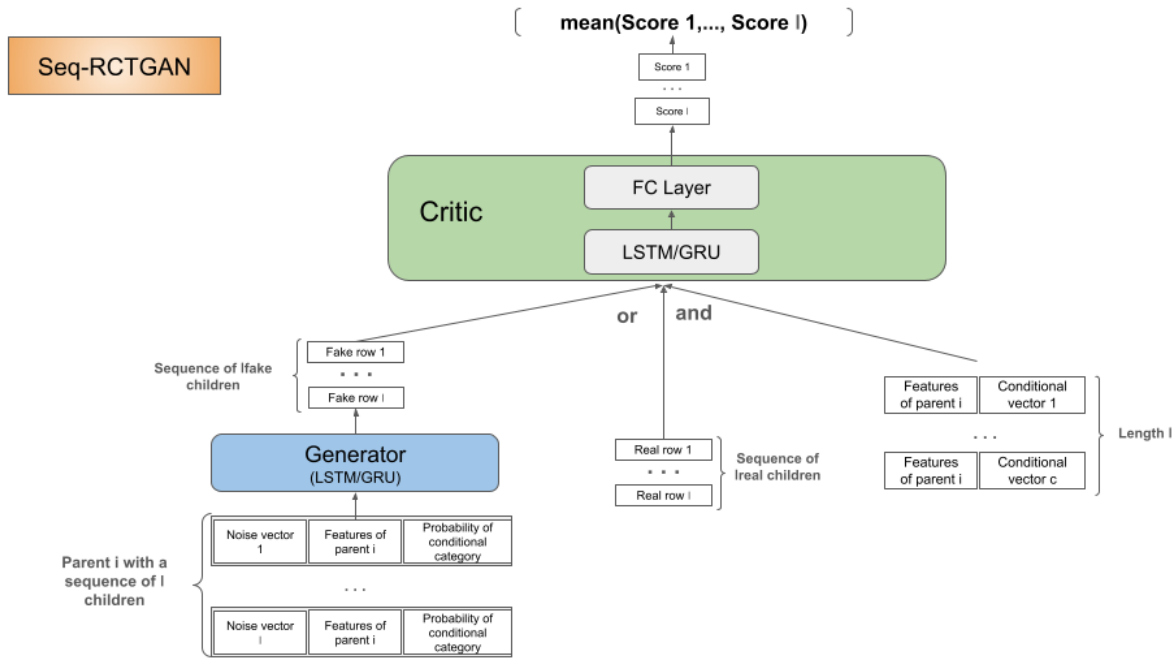 mean(Score 1,..., Score l)
Seq-RCTGAN
Score 1
...
Score l
FC Layer
Critic
LSTM/GRU
or
and
Sequence of lfake
children
Fake row 1
...
Fake row l
Features
of parent i
Conditional
vector 1
...
Features
of parent i
Conditional
vector c
Length l
Generator
(LSTM/GRU)
Real row 1
...
Real row l
Sequence of
lreal children
Parent i with a
sequence of l
children
Noise vector
1
Features of
parent i
Probability of
conditional
category
...
Noise vector
l
Features of
parent i
Probability of
conditional
category